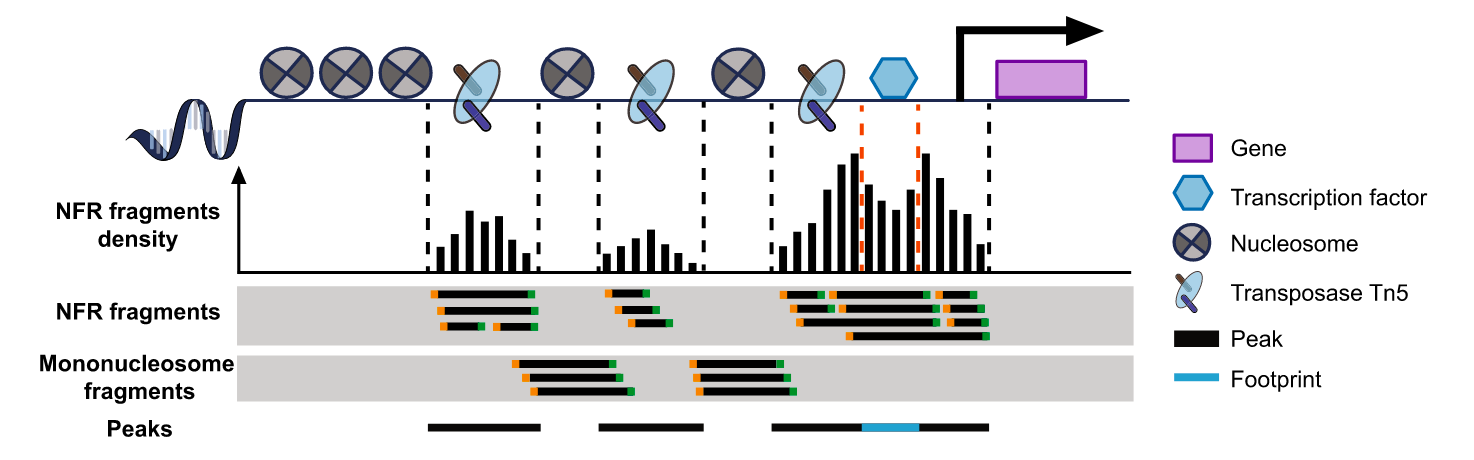 NFR fragments
density
NFR fragments
Mononucleosome
fragments
Peaks
Gene
Transcription factor
Nucleosome
Transposase Tn5
Peak
Footprint